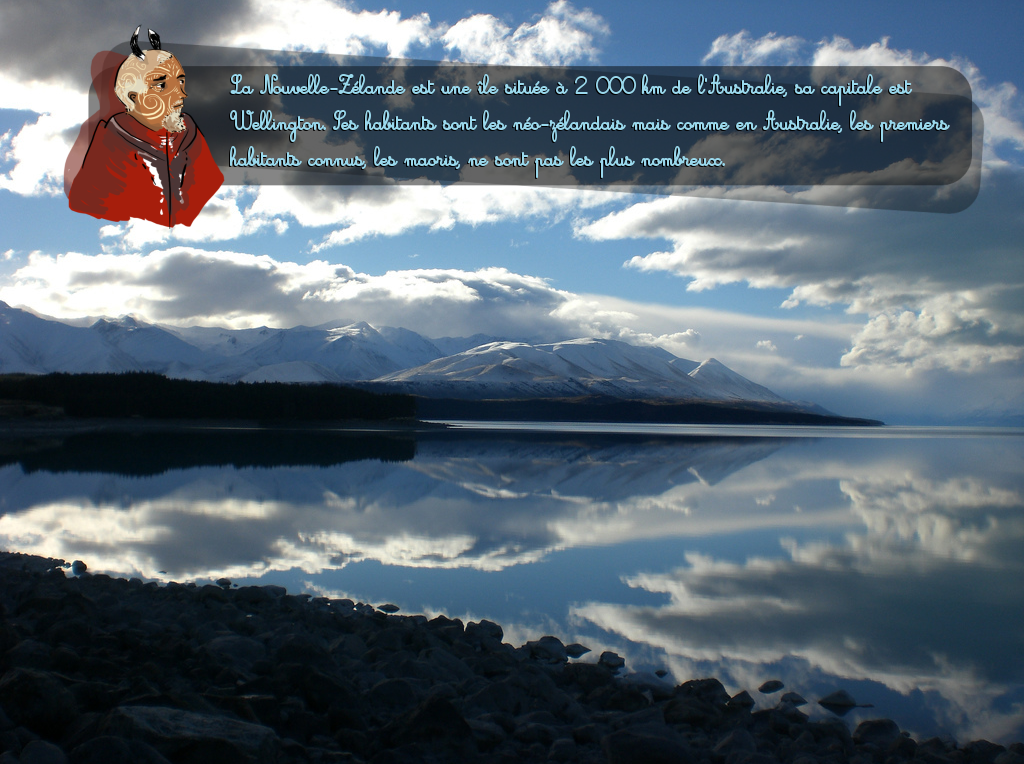 La Nouvelle-Zélande est une île située à 2 000 km de l'Australie, sa capitale est
Wellington. Ses habitants sont les néo-zélandais mais comme en Australie, les premiers
habitants connus, les maoris, ne sont pas les plus nombreux.